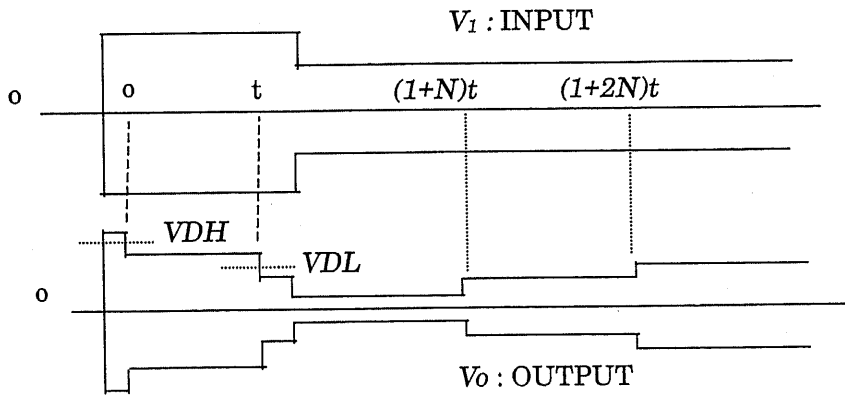 V1 : INPUT
o
o t (1+N)t (1+2N)t
VDH
VDL
o
Vo : OUTPUT